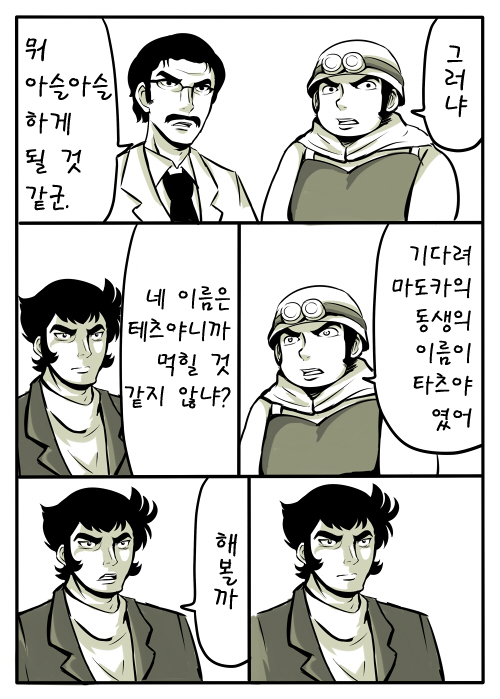 그
러
냐
뭐
아슬아슬
하게
될 것
같군.
기다려
마도카의
동생의
이름이
타츠야
였어
네 이름은
테츠야니까
먹힐 것
같지 않냐?
해
볼
까